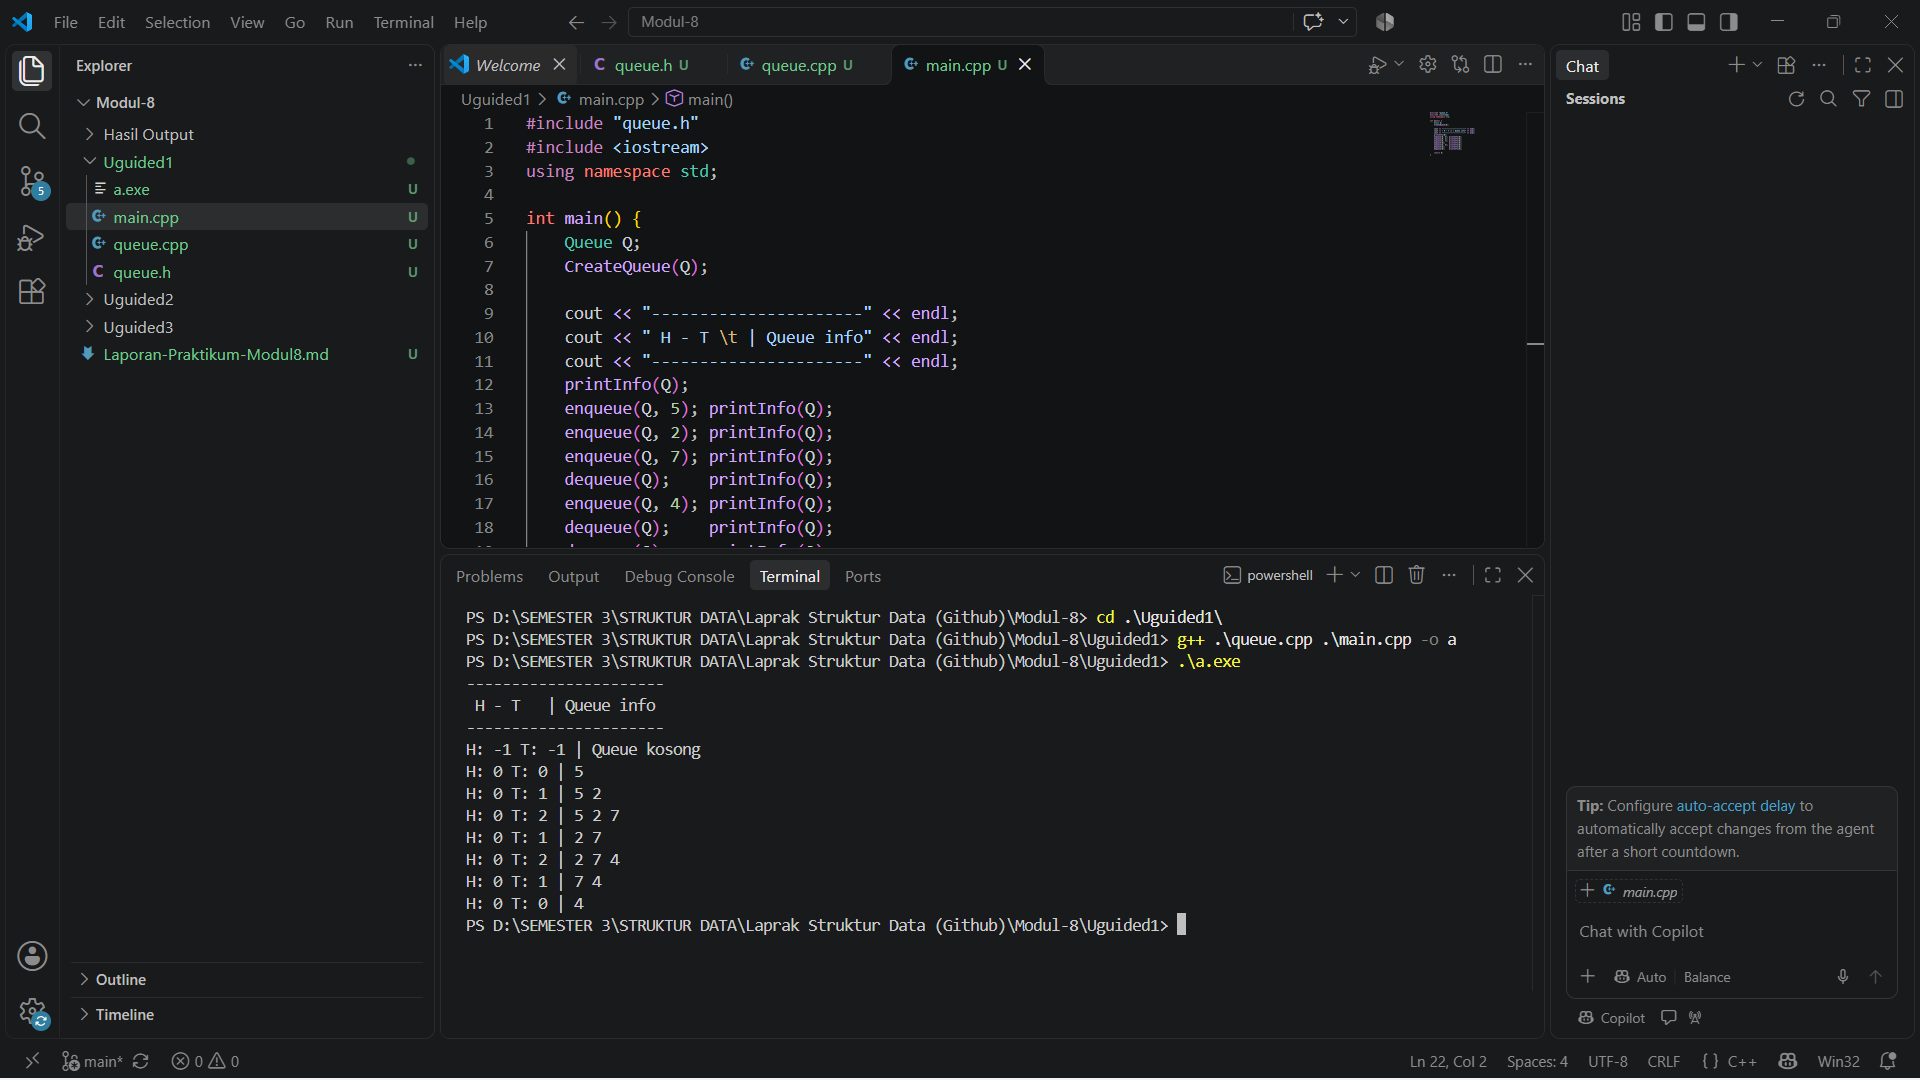 File Edit Selection View Go Run Terminal Help
Modul-8
Explorer
Modul-8
Hasil Output
Uguided1
a.exe U
main.cpp U
queue.cpp U
queue.h U
Uguided2
Uguided3
Laporan-Praktikum-Modul8.md U
5
Outline
Timeline
Welcome
queue.h U
queue.cpp U
main.cpp U
Uguided1 > main.cpp > main()
1 #include "queue.h"
2 #include <iostream>
3 using namespace std;
4
5 int main() {
6 Queue Q;
7 CreateQueue(Q);
8
9 cout << "----------------------" << endl;
10 cout << " H - T \t | Queue info" << endl;
11 cout << "----------------------" << endl;
12 printInfo(Q);
13 enqueue(Q, 5); printInfo(Q);
14 enqueue(Q, 2); printInfo(Q);
15 enqueue(Q, 7); printInfo(Q);
16 dequeue(Q); printInfo(Q);
17 enqueue(Q, 4); printInfo(Q);
18 dequeue(Q); printInfo(Q);
Problems Output Debug Console Terminal Ports
powershell
PS D:\SEMESTER 3\STRUKTUR DATA\Laprak Struktur Data (Github)\Modul-8> cd .\Uguided1\
PS D:\SEMESTER 3\STRUKTUR DATA\Laprak Struktur Data (Github)\Modul-8\Uguided1> g++ .\queue.cpp .\main.cpp -o a
PS D:\SEMESTER 3\STRUKTUR DATA\Laprak Struktur Data (Github)\Modul-8\Uguided1> .\a.exe
----------------------
H - T | Queue info
----------------------
H: -1 T: -1 | Queue kosong
H: 0 T: 0 | 5
H: 0 T: 1 | 5 2
H: 0 T: 2 | 5 2 7
H: 0 T: 1 | 2 7
H: 0 T: 2 | 2 7 4
H: 0 T: 1 | 7 4
H: 0 T: 0 | 4
PS D:\SEMESTER 3\STRUKTUR DATA\Laprak Struktur Data (Github)\Modul-8\Uguided1>
Chat
Sessions
Tip: Configure auto-accept delay to
automatically accept changes from the agent
after a short countdown.
main.cpp
Chat with Copilot
Auto Balance
Copilot
main* 0 0
Ln 22, Col 2 Spaces: 4 UTF-8 CRLF {} C++ Win32